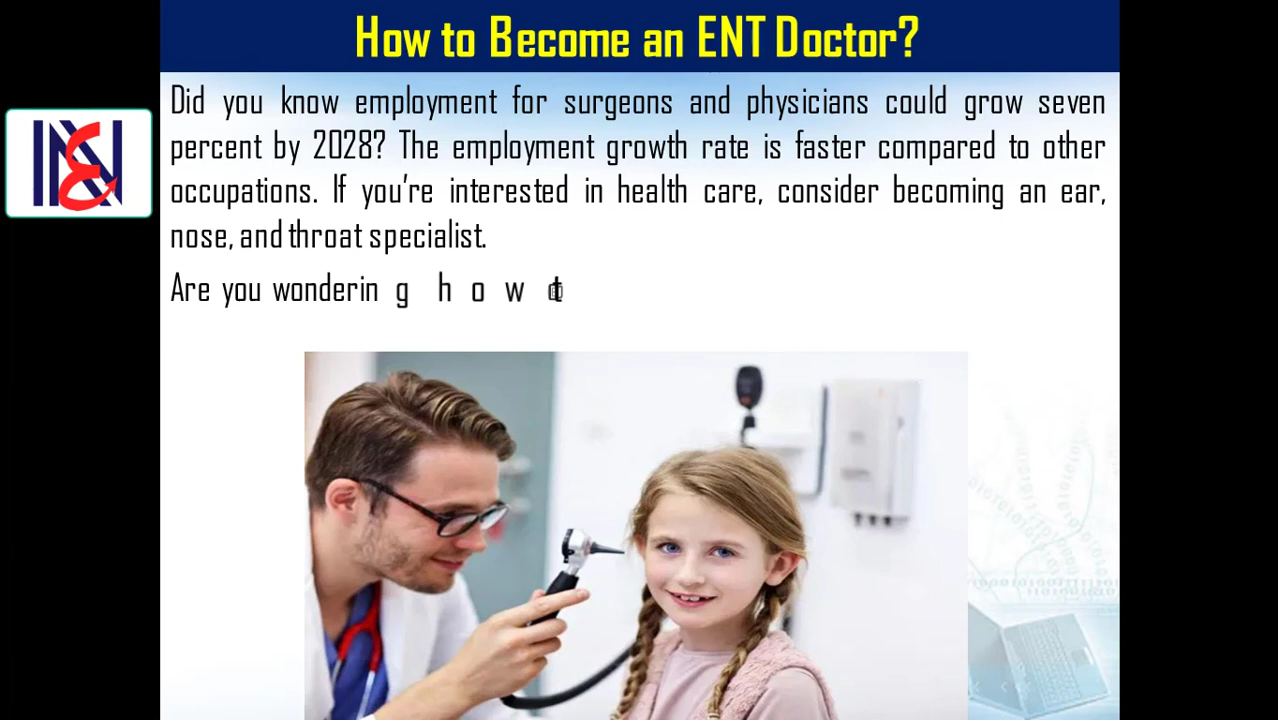 How to Become an ENT Doctor?
Did you know employment for surgeons and physicians could grow seven
percent by 2028? The employment growth rate is faster compared to other
occupations. If you're interested in health care, consider becoming an ear,
nose, and throat specialist.
Are you wondering how t